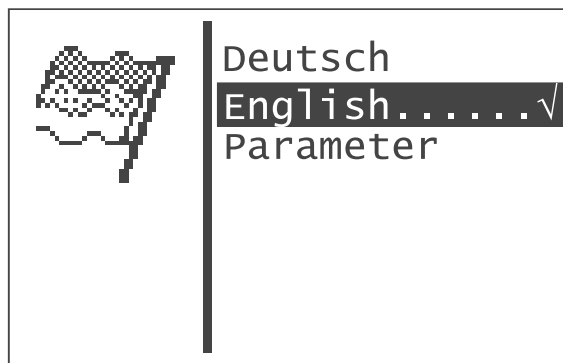 Deutsch
English......√
Parameter